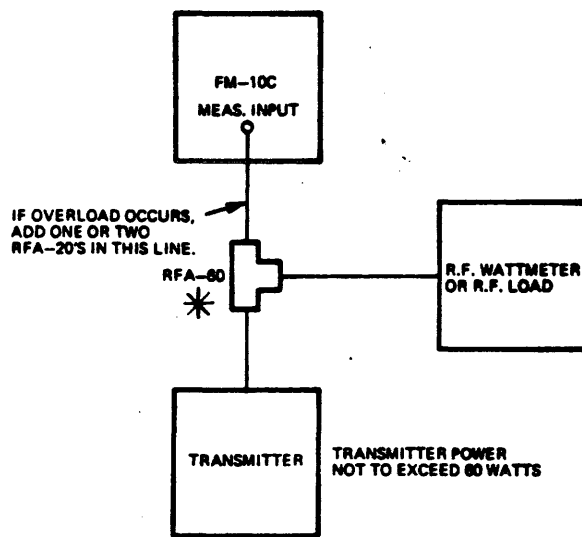 FM-10C
MEAS. INPUT
IF OVERLOAD OCCURS,
ADD ONE OR TWO
RFA-20'S IN THIS LINE.
RFA-60
R.F. WATTMETER
OR R.F. LOAD
TRANSMITTER
TRANSMITTER POWER
NOT TO EXCEED 60 WATTS